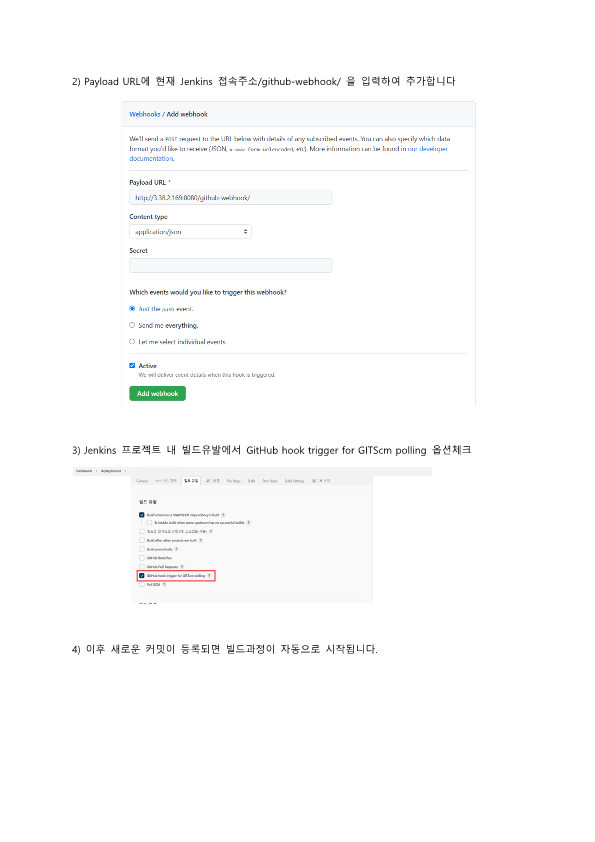 2) Payload URL에 현재 Jenkins 접속주소/github-webhook/ 을 입력하여 추가합니다
Webhooks / Add webhook
We'll send a POST request to the URL below with details of any subscribed events. You can also specify which data
format you'd like to receive (JSON, x-www-form-urlencoded, etc). More information can be found in our developer
documentation.
Payload URL *
http://3.38.2.169:8080/github-webhook/
Content type
application/json
Secret
Which events would you like to trigger this webhook?
Just the push event.
Send me everything.
Let me select individual events.
Active
We will deliver event details when this hook is triggered.
Add webhook
3) Jenkins 프로젝트 내 빌드유발에서 GitHub hook trigger for GITScm polling 옵션체크
Dashboard
General 소스 코드 관리 빌드 유발 빌드 환경 Pre Steps Build Post Steps Build Settings
빌드 유발
Build whenever a SNAPSHOT dependency is built
Schedule build when some upstream has no successful builds
Build after other projects are built
Build periodically
GitHub Branches
GitHub Pull Requests
GitHub hook trigger for GITScm polling
Poll SCM
4) 이후 새로운 커밋이 등록되면 빌드과정이 자동으로 시작됩니다.